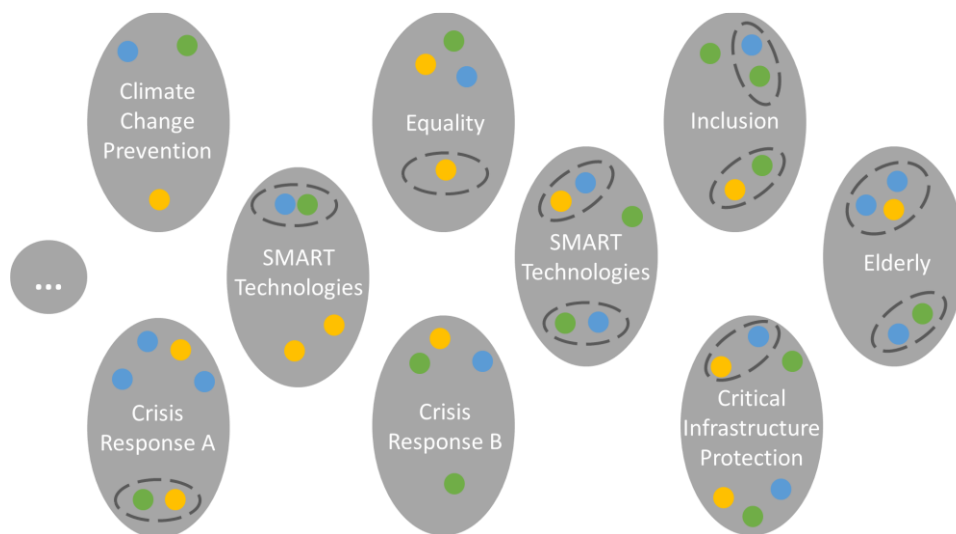 Climate
Change
Prevention
Equality
Inclusion
SMART
Technologies
SMART
Technologies
Elderly
...
Crisis
Response A
Crisis
Response B
Critical
Infrastructure
Protection